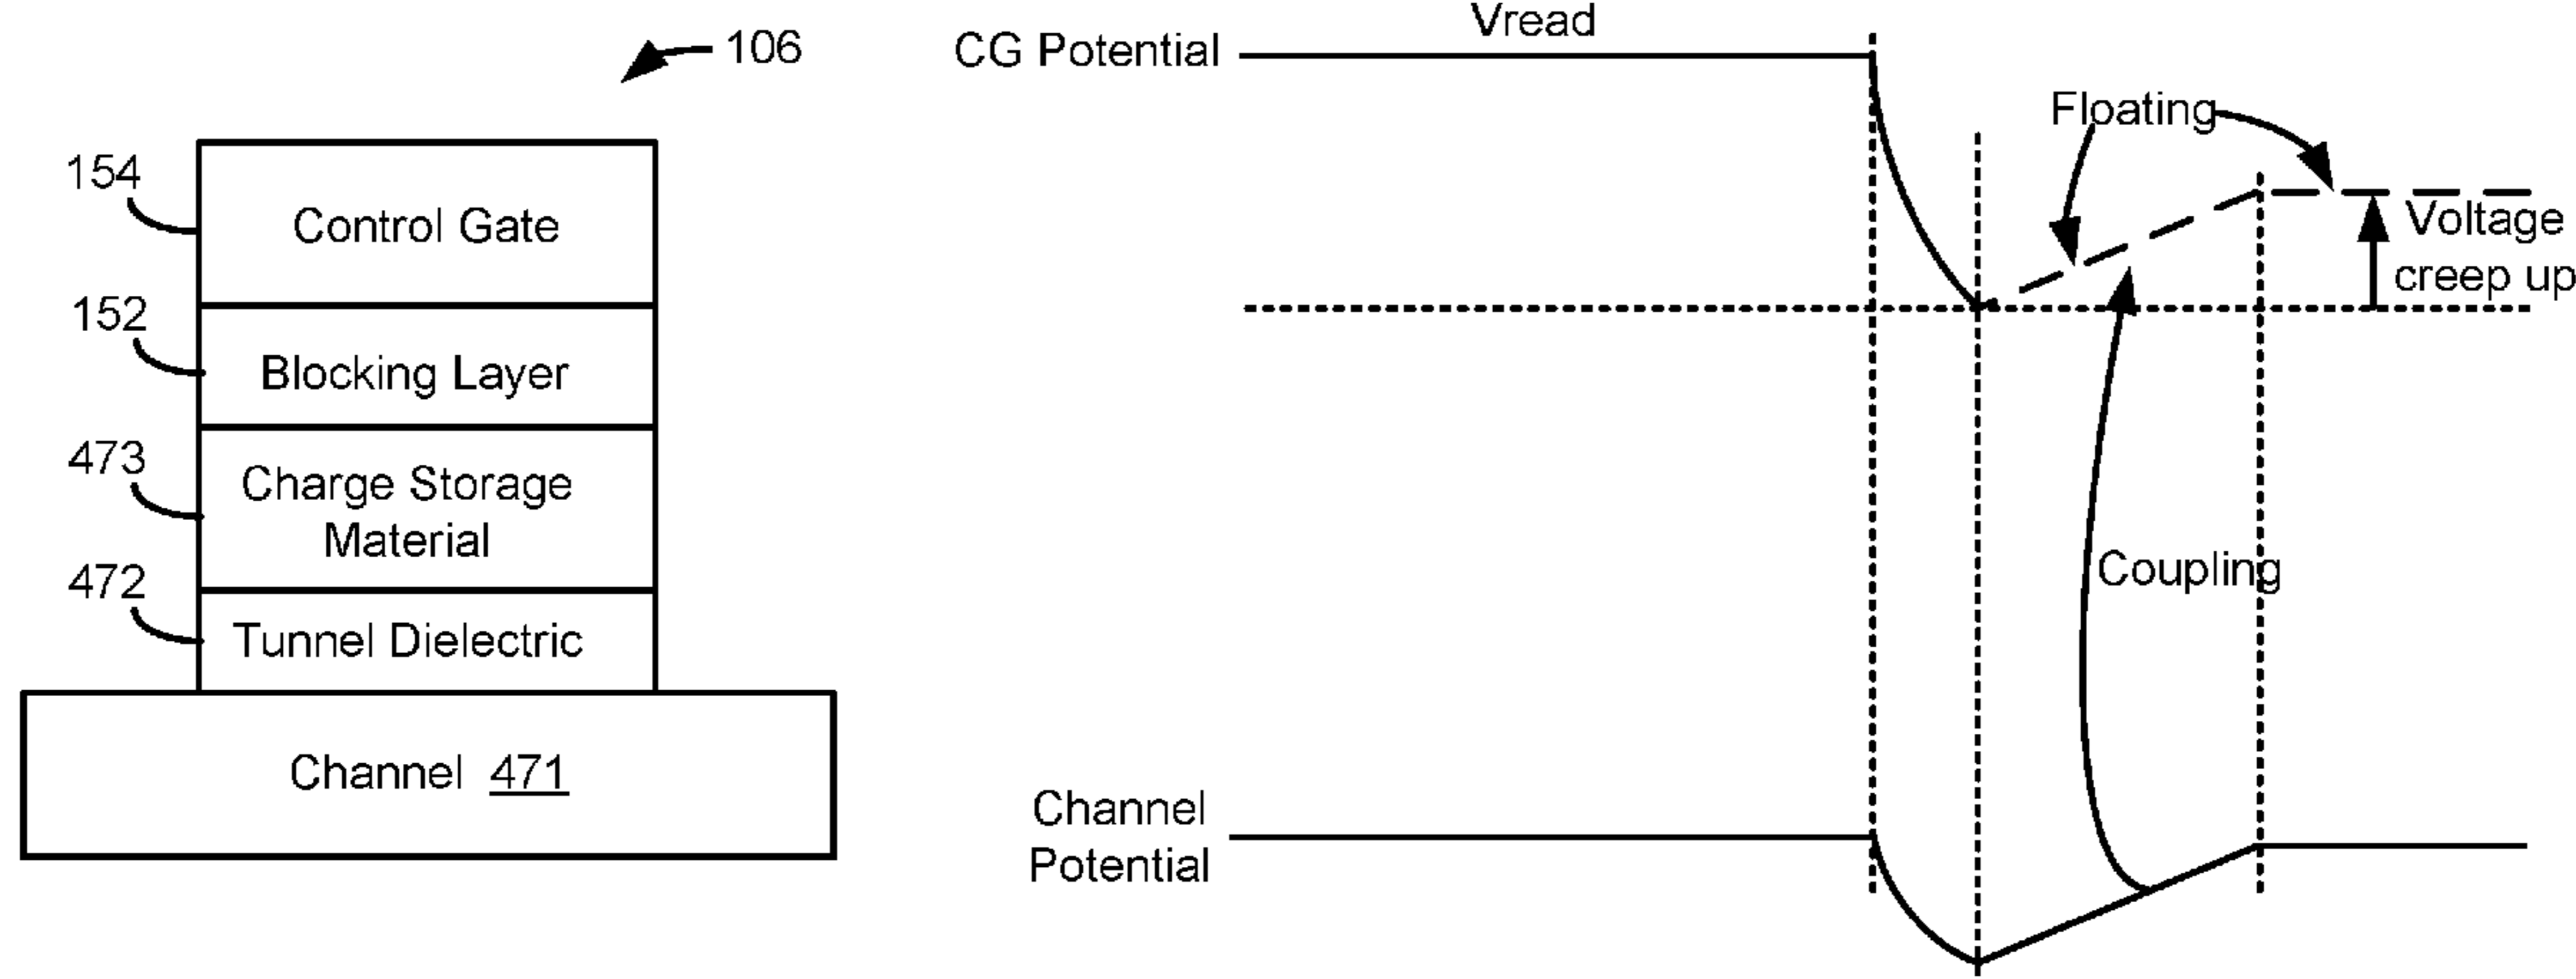 106
154
Control Gate
152
Blocking Layer
473
Charge Storage
Material
472
Tunnel Dielectric
Channel 471
Vread
CG Potential
Floating
Voltage
creep up
Coupling
Channel
Potential